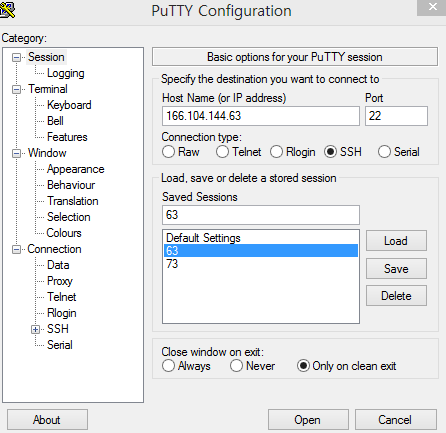 PuTTY Configuration
Category:
Session
Logging
Terminal
Keyboard
Bell
Features
Window
Appearance
Behaviour
Translation
Selection
Colours
Connection
Data
Proxy
Telnet
Rlogin
SSH
Serial
Basic options for your PuTTY session
Specify the destination you want to connect to
Host Name (or IP address) Port
166.104.144.63 22
Connection type:
Raw Telnet Rlogin SSH Serial
Load, save or delete a stored session
Saved Sessions
63
Default Settings
63
73
Load
Save
Delete
Close window on exit:
Always Never Only on clean exit
About Open Cancel